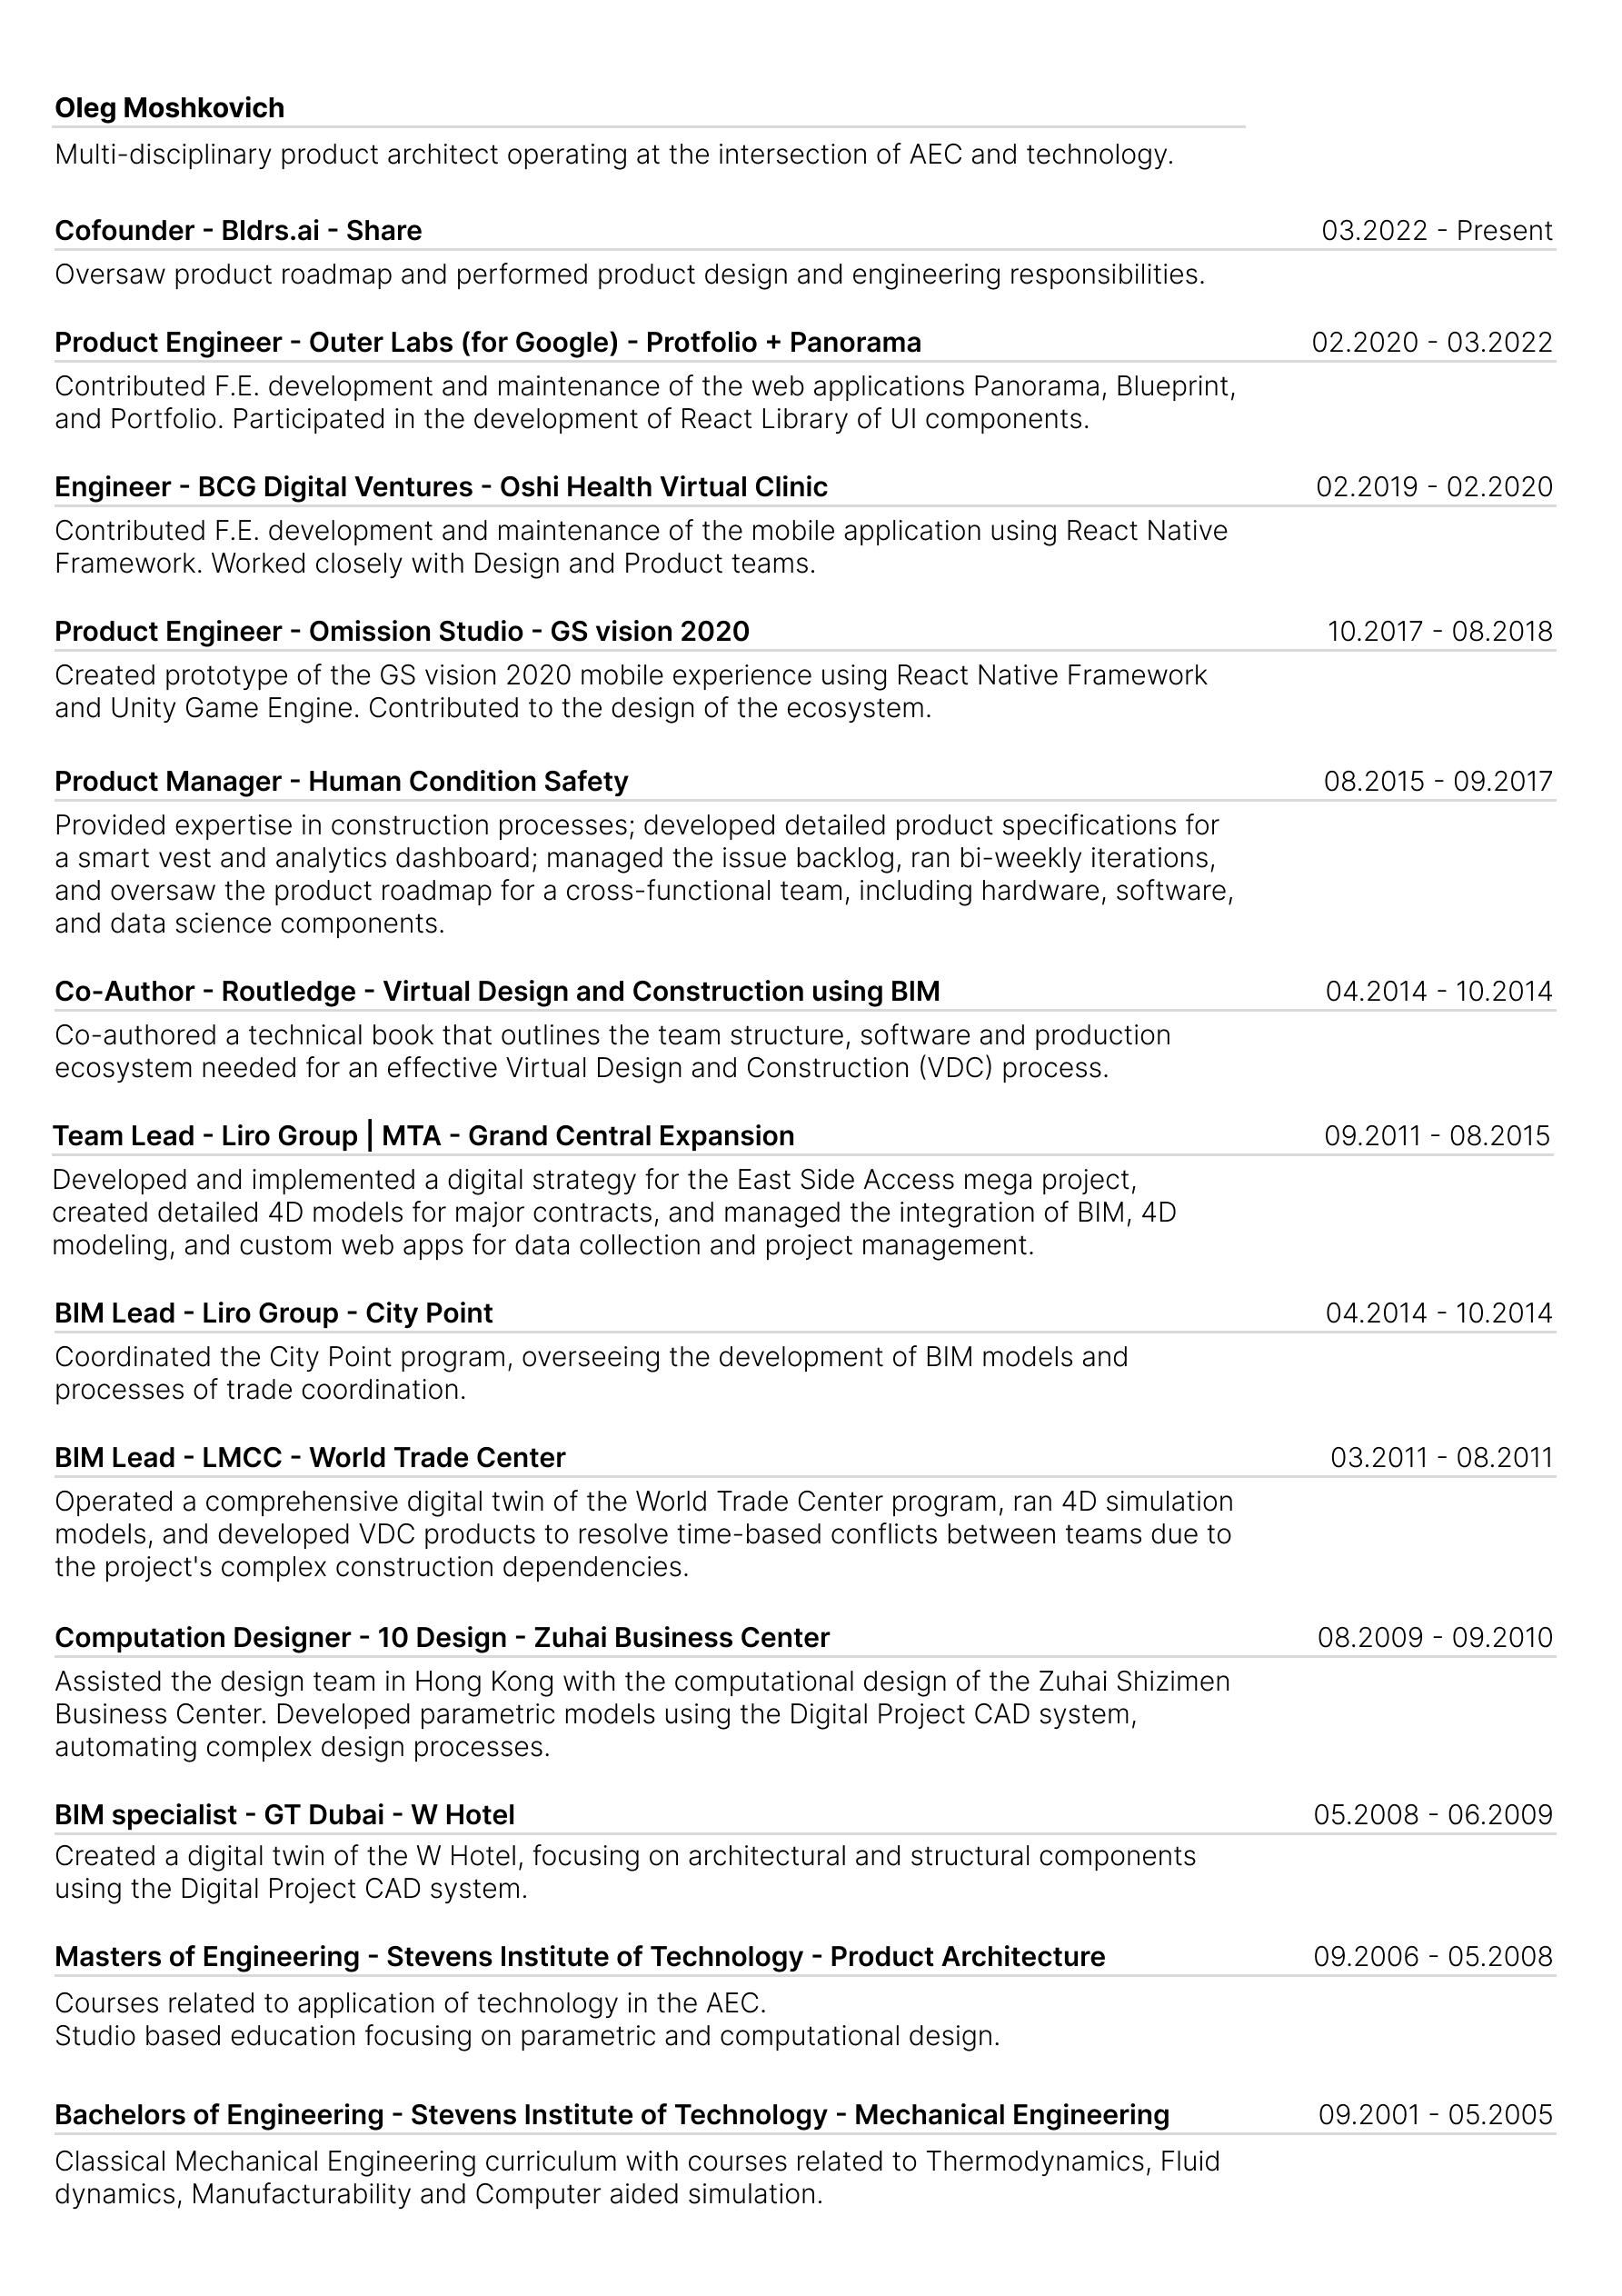 Oleg Moshkovich
Multi-disciplinary product architect operating at the intersection of AEC and technology.
Cofounder - Bldrs.ai - Share 03.2022 - Present
Oversaw product roadmap and performed product design and engineering responsibilities.
Product Engineer - Outer Labs (for Google) - Protfolio + Panorama 02.2020 - 03.2022
Contributed F.E. development and maintenance of the web applications Panorama, Blueprint,
and Portfolio. Participated in the development of React Library of UI components.
Engineer - BCG Digital Ventures - Oshi Health Virtual Clinic 02.2019 - 02.2020
Contributed F.E. development and maintenance of the mobile application using React Native
Framework. Worked closely with Design and Product teams.
Product Engineer - Omission Studio - GS vision 2020 10.2017 - 08.2018
Created prototype of the GS vision 2020 mobile experience using React Native Framework
and Unity Game Engine. Contributed to the design of the ecosystem.
Product Manager - Human Condition Safety 08.2015 - 09.2017
Provided expertise in construction processes; developed detailed product specifications for
a smart vest and analytics dashboard; managed the issue backlog, ran bi-weekly iterations,
and oversaw the product roadmap for a cross-functional team, including hardware, software,
and data science components.
Co-Author - Routledge - Virtual Design and Construction using BIM 04.2014 - 10.2014
Co-authored a technical book that outlines the team structure, software and production
ecosystem needed for an effective Virtual Design and Construction (VDC) process.
Team Lead - Liro Group | MTA - Grand Central Expansion 09.2011 - 08.2015
Developed and implemented a digital strategy for the East Side Access mega project,
created detailed 4D models for major contracts, and managed the integration of BIM, 4D
modeling, and custom web apps for data collection and project management.
BIM Lead - Liro Group - City Point 04.2014 - 10.2014
Coordinated the City Point program, overseeing the development of BIM models and
processes of trade coordination.
BIM Lead - LMCC - World Trade Center 03.2011 - 08.2011
Operated a comprehensive digital twin of the World Trade Center program, ran 4D simulation
models, and developed VDC products to resolve time-based conflicts between teams due to
the project's complex construction dependencies.
Computation Designer - 10 Design - Zuhai Business Center 08.2009 - 09.2010
Assisted the design team in Hong Kong with the computational design of the Zuhai Shizimen
Business Center. Developed parametric models using the Digital Project CAD system,
automating complex design processes.
BIM specialist - GT Dubai - W Hotel 05.2008 - 06.2009
Created a digital twin of the W Hotel, focusing on architectural and structural components
using the Digital Project CAD system.
Masters of Engineering - Stevens Institute of Technology - Product Architecture 09.2006 - 05.2008
Courses related to application of technology in the AEC.
Studio based education focusing on parametric and computational design.
Bachelors of Engineering - Stevens Institute of Technology - Mechanical Engineering 09.2001 - 05.2005
Classical Mechanical Engineering curriculum with courses related to Thermodynamics, Fluid
dynamics, Manufacturability and Computer aided simulation.